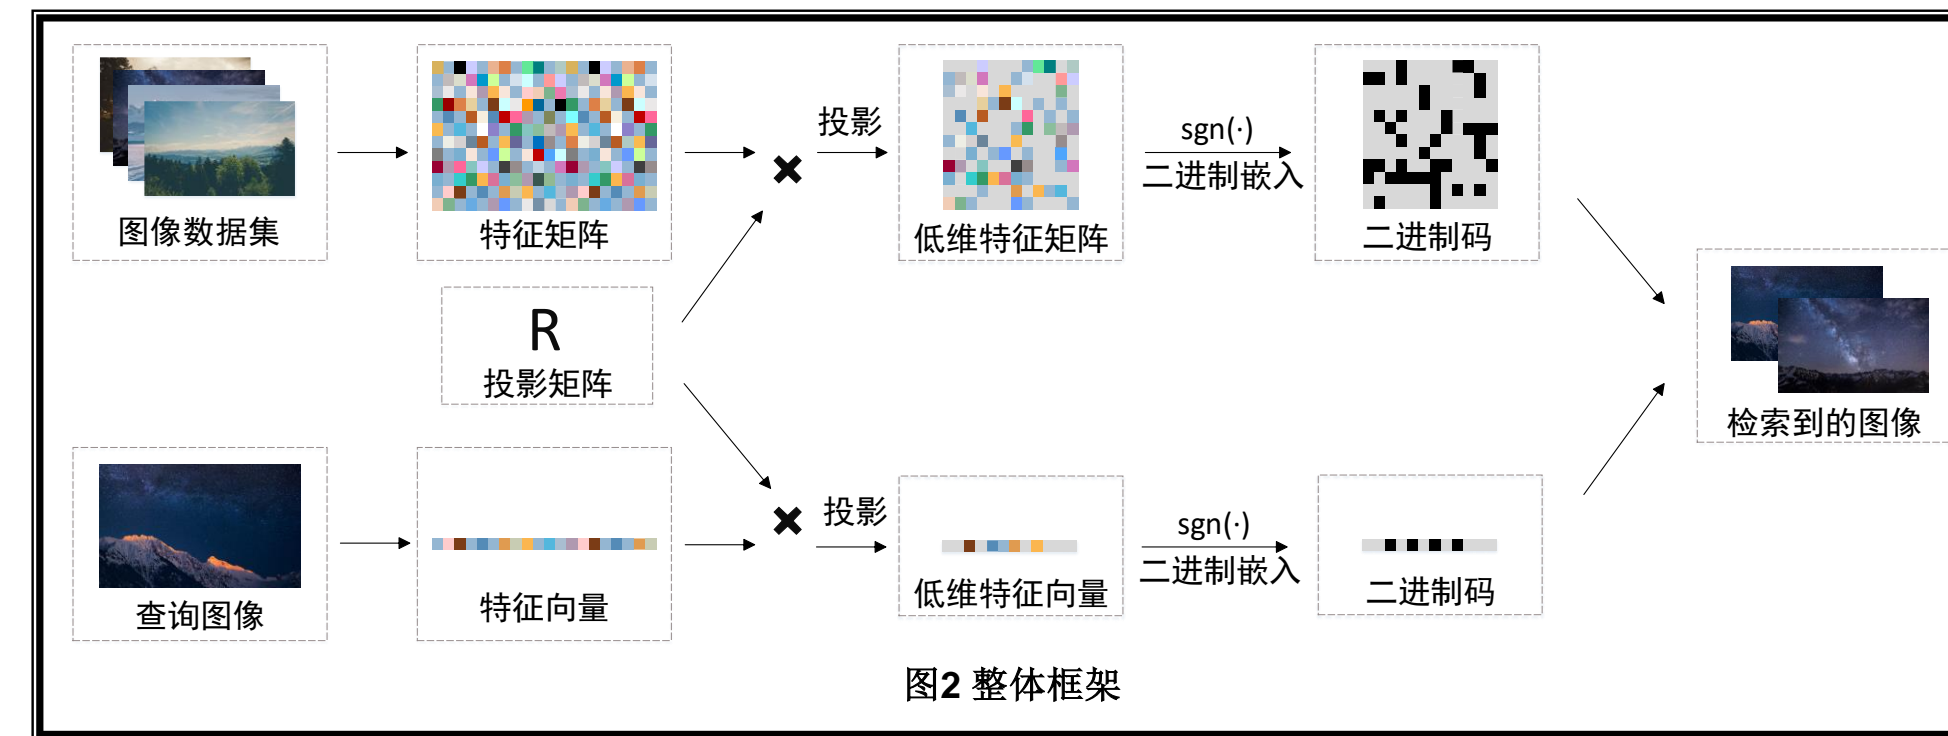 图像数据集
特征矩阵
投影
低维特征矩阵
sgn(·)
二进制嵌入
二进制码
R
投影矩阵
查询图像
特征向量
投影
低维特征向量
sgn(·)
二进制嵌入
二进制码
检索到的图像
图2 整体框架